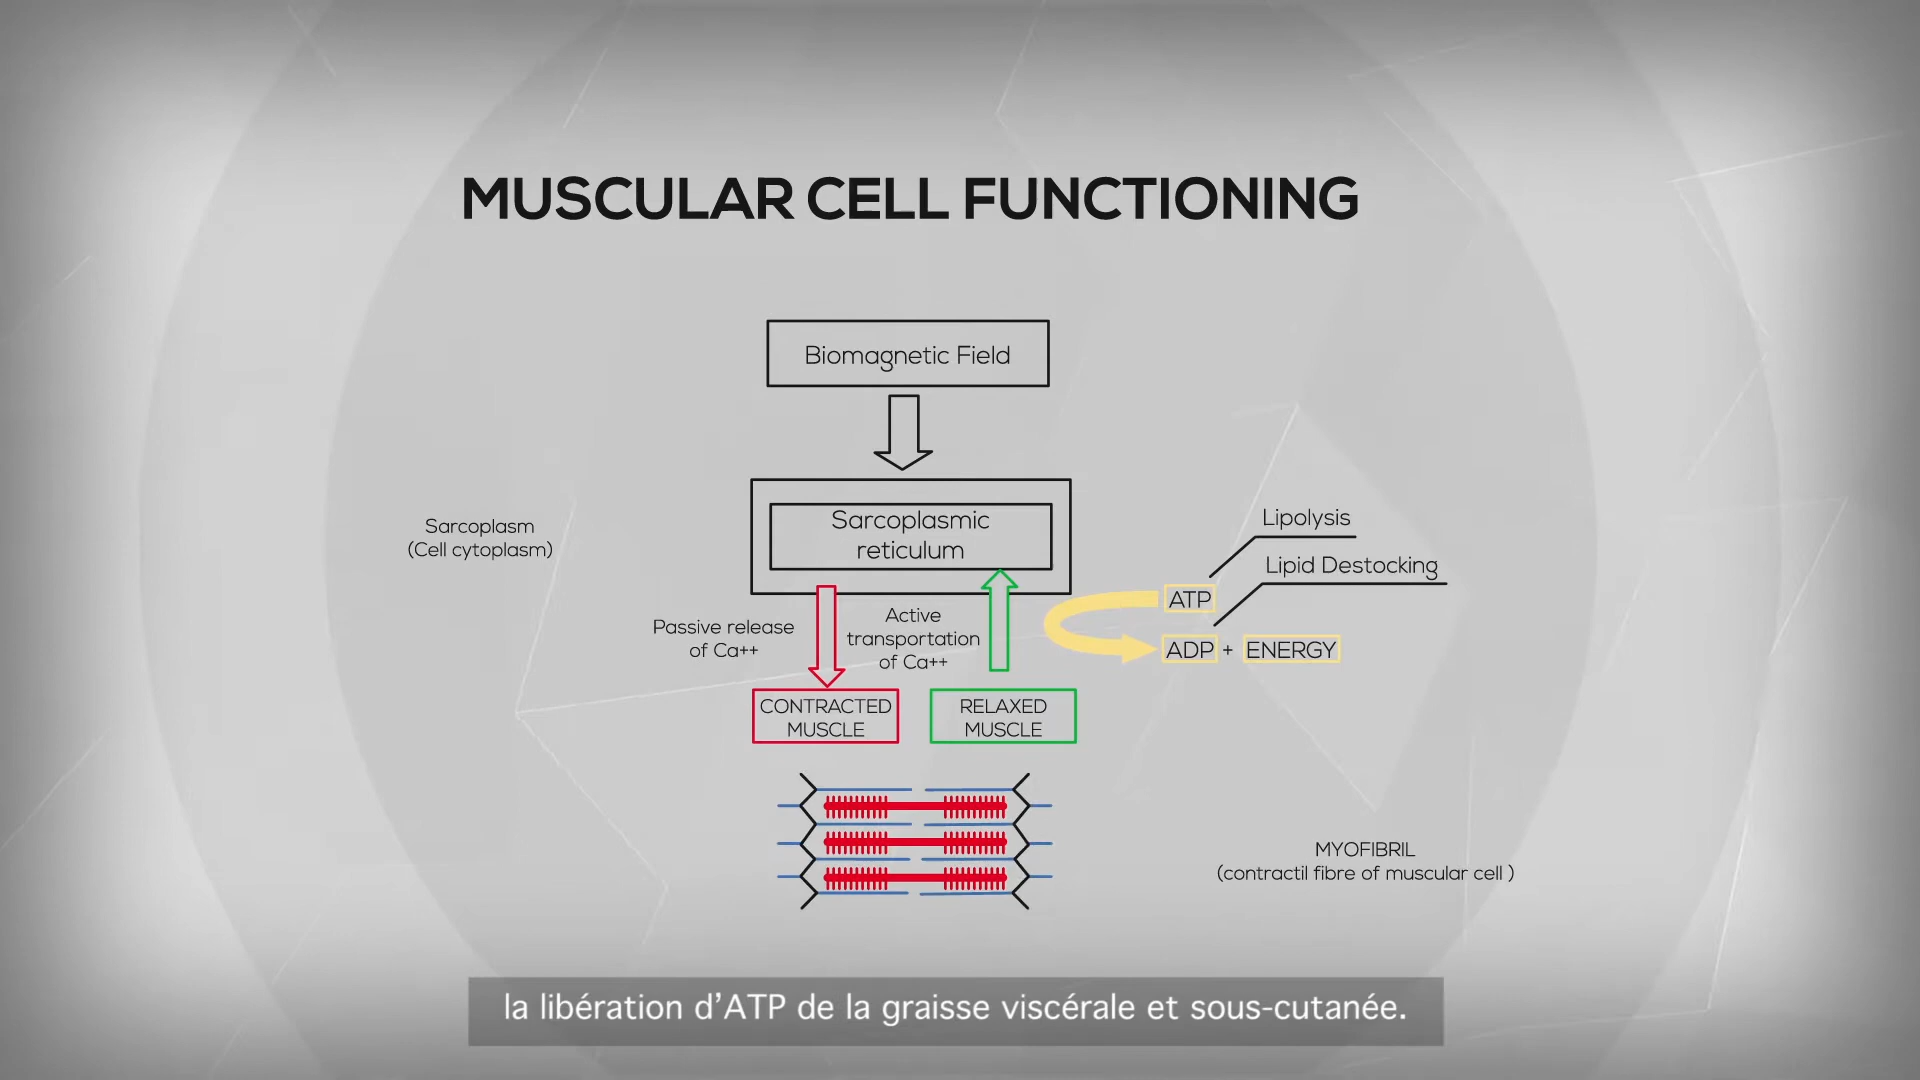 MUSCULAR CELL FUNCTIONING
Biomagnetic Field
Sarcoplasm
(Cell cytoplasm)
Sarcoplasmic
reticulum
Lipolysis
Lipid Destocking
ATP
ADP + ENERGY
Passive release
of Ca++
Active
transportation
of Ca++
CONTRACTED
MUSCLE
RELAXED
MUSCLE
MYOFIBRIL
(contractil fibre of muscular cell )
la libération d'ATP de la graisse viscérale et sous-cutanée.